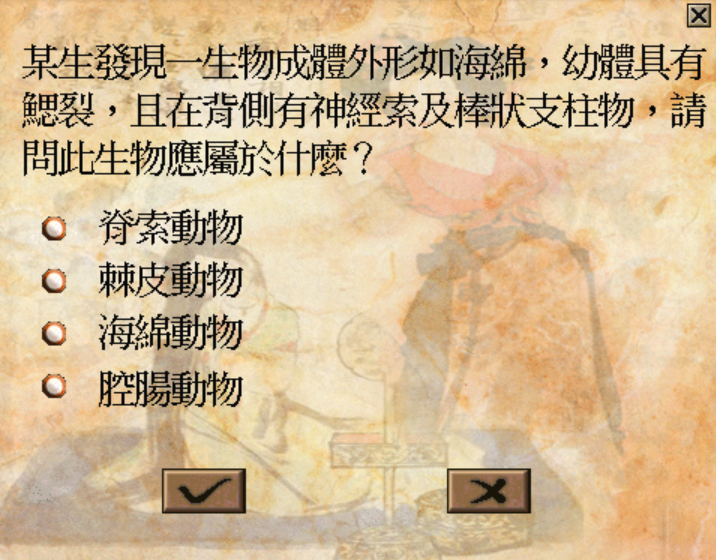 某生發現一生物成體外形如海綿，幼體具有
鰓裂，且在背側有神經索及棒狀支柱物，請
問此生物應屬於什麼？
脊索動物
棘皮動物
海綿動物
腔腸動物